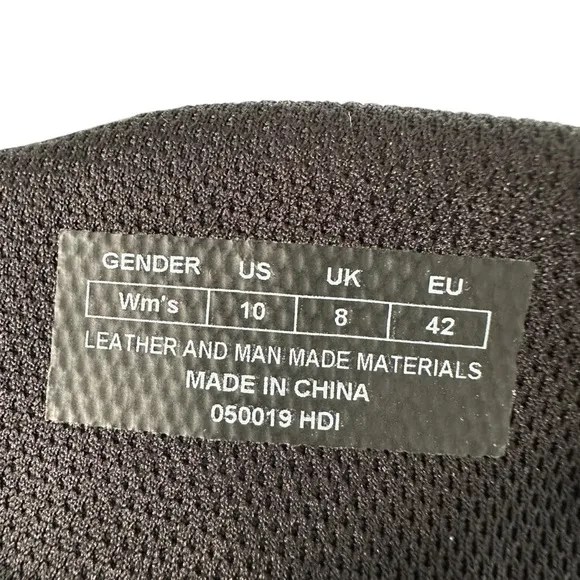 GENDER US UK EU
Wm's 10 8 42
LEATHER AND MAN MADE MATERIALS
MADE IN CHINA
050019 HDI